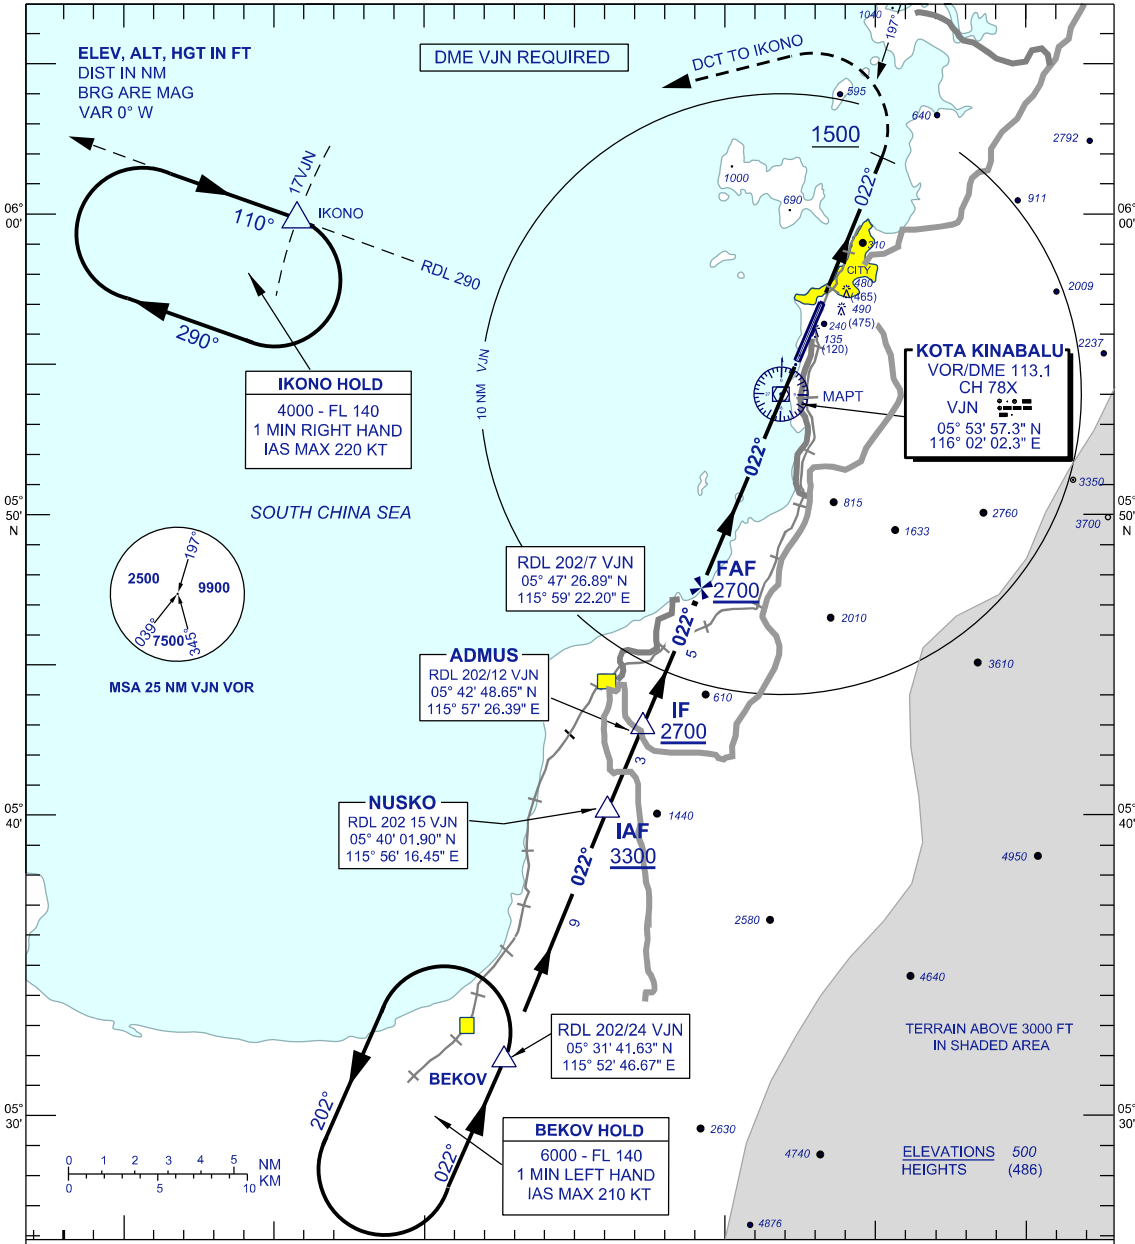 ELEV, ALT, HGT IN FT
DIST IN NM
BRG ARE MAG
VAR 0° W
DME VJN REQUIRED
DCT TO IKONO
1040
197°
595
640
2792
1500
1000
690
022°
911
17VJN
IKONO
110°
RDL 290
290°
06°
00'
06°
00'
310
CITY
480
(465)
490
(475)
240
135
(120)
2009
2237
10 NM VJN
IKONO HOLD
4000 - FL 140
1 MIN RIGHT HAND
IAS MAX 220 KT
KOTA KINABALU
VOR/DME 113.1
CH 78X
VJN
05° 53' 57.3" N
116° 02' 02.3" E
MAPT
022°
SOUTH CHINA SEA
3350
3700
815
1633
2760
05°
50'
N
05°
50'
N
197°
2500
9900
039°
7500
345°
MSA 25 NM VJN VOR
RDL 202/7 VJN
05° 47' 26.89" N
115° 59' 22.20" E
FAF
2700
2010
022°
5
3610
ADMUS
RDL 202/12 VJN
05° 42' 48.65" N
115° 57' 26.39" E
610
IF
2700
3
NUSKO
RDL 202 15 VJN
05° 40' 01.90" N
115° 56' 16.45" E
1440
IAF
3300
05°
40'
05°
40'
4950
022°
9
2580
4640
TERRAIN ABOVE 3000 FT
IN SHADED AREA
RDL 202/24 VJN
05° 31' 41.63" N
115° 52' 46.67" E
BEKOV
202°
022°
05°
30'
05°
30'
BEKOV HOLD
6000 - FL 140
1 MIN LEFT HAND
IAS MAX 210 KT
2630
4740
4876
ELEVATIONS 500
HEIGHTS (486)
0 1 2 3 4 5 NM
0 5 10 KM